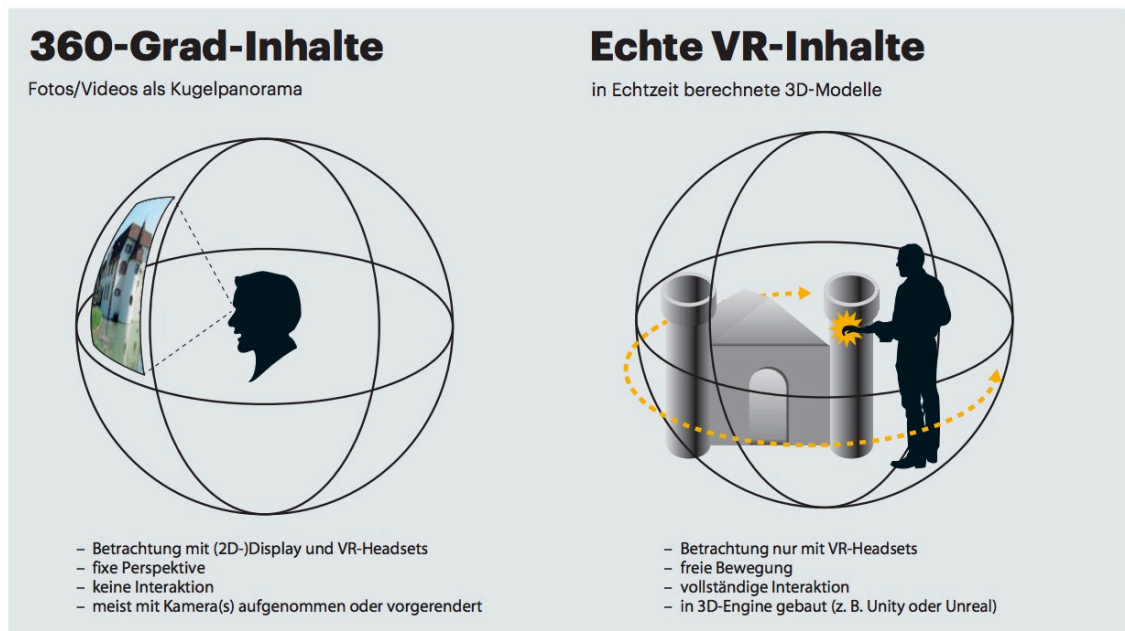 360-Grad-Inhalte
Fotos/Videos als Kugelpanorama
– Betrachtung mit (2D-)Display und VR-Headsets
– fixe Perspektive
– keine Interaktion
– meist mit Kamera(s) aufgenommen oder vorgerendert
Echte VR-Inhalte
in Echtzeit berechnete 3D-Modelle
– Betrachtung nur mit VR-Headsets
– freie Bewegung
– vollständige Interaktion
– in 3D-Engine gebaut (z. B. Unity oder Unreal)